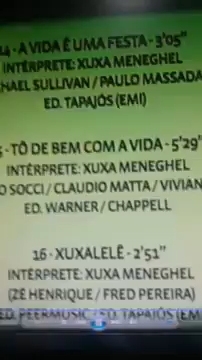 14 - A VIDA É UMA FESTA - 3'05"
INTÉRPRETE: XUXA MENEGHEL
HAEL SULLIVAN / PAULO MASSADA
ED. TAPAJÓS (EMI)
- TÔ DE BEM COM A VIDA - 5'29"
INTÉRPRETE: XUXA MENEGHEL
O SOCCI / CLAUDIO MATTA / VIVIAN
ED. WARNER / CHAPPELL
16 - XUXALELÊ - 2'51"
INTÉRPRETE: XUXA MENEGHEL
(ZÉ HENRIQUE / FRED PEREIRA)
ED. PEERMUSIC / ED. TAPAJÓS (EM